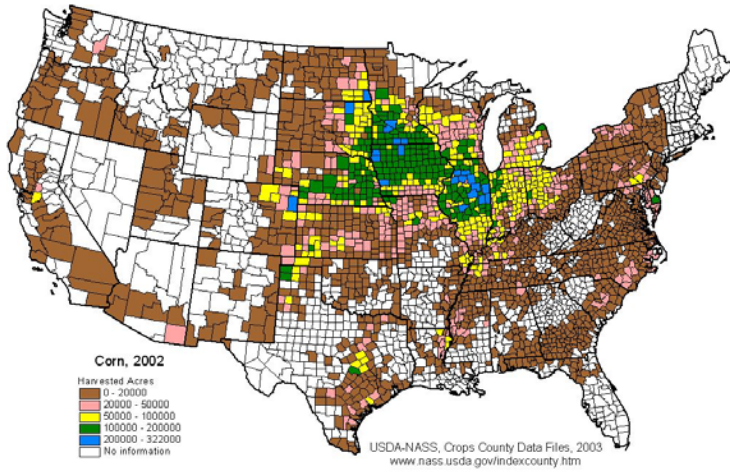 Corn, 2002
Harvested Acres
0 - 20000
20000 - 50000
50000 - 100000
100000 - 200000
200000 - 322000
No information
USDA-NASS, Crops County Data Files, 2003
www.nass.usda.gov/indexcounty.htm